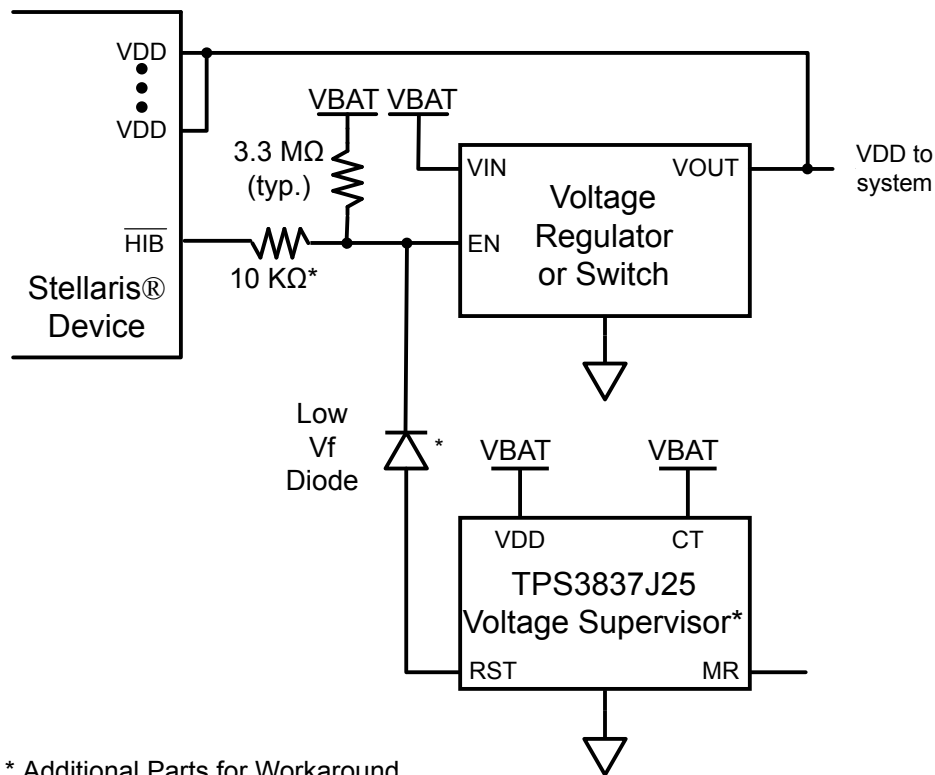 VDD
VDD
HIB
Stellaris®
Device
VBAT
VBAT
3.3 MΩ
(typ.)
10 KΩ*
VIN
VOUT
EN
Voltage
Regulator
or Switch
VDD to
system
Low
Vf
Diode
*
VBAT
VBAT
VDD
CT
TPS3837J25
Voltage Supervisor*
RST
MR
* Additional Parts for Workaround